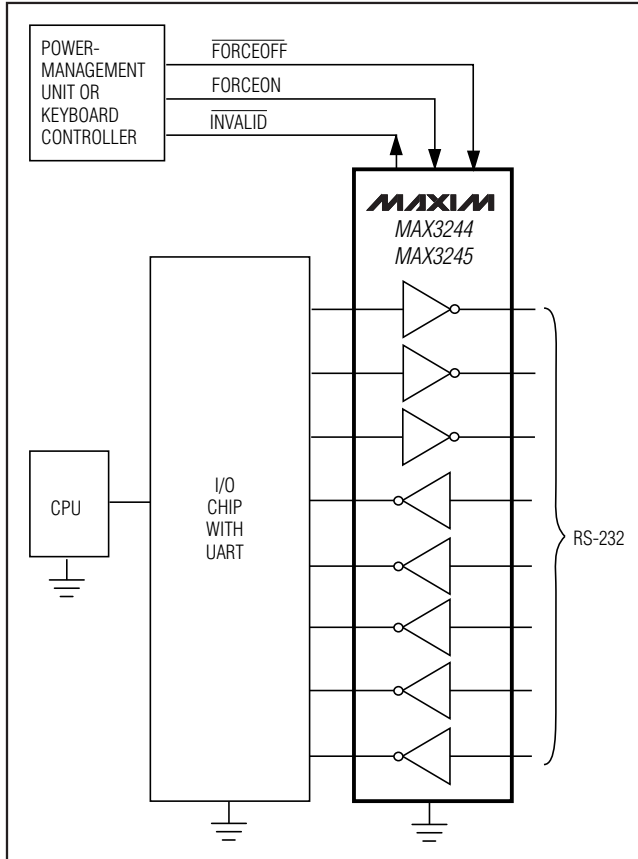 POWER-
MANAGEMENT
UNIT OR
KEYBOARD
CONTROLLER
FORCEOFF
FORCEON
INVALID
MAXIM
MAX3244
MAX3245
CPU
I/O
CHIP
WITH
UART
RS-232